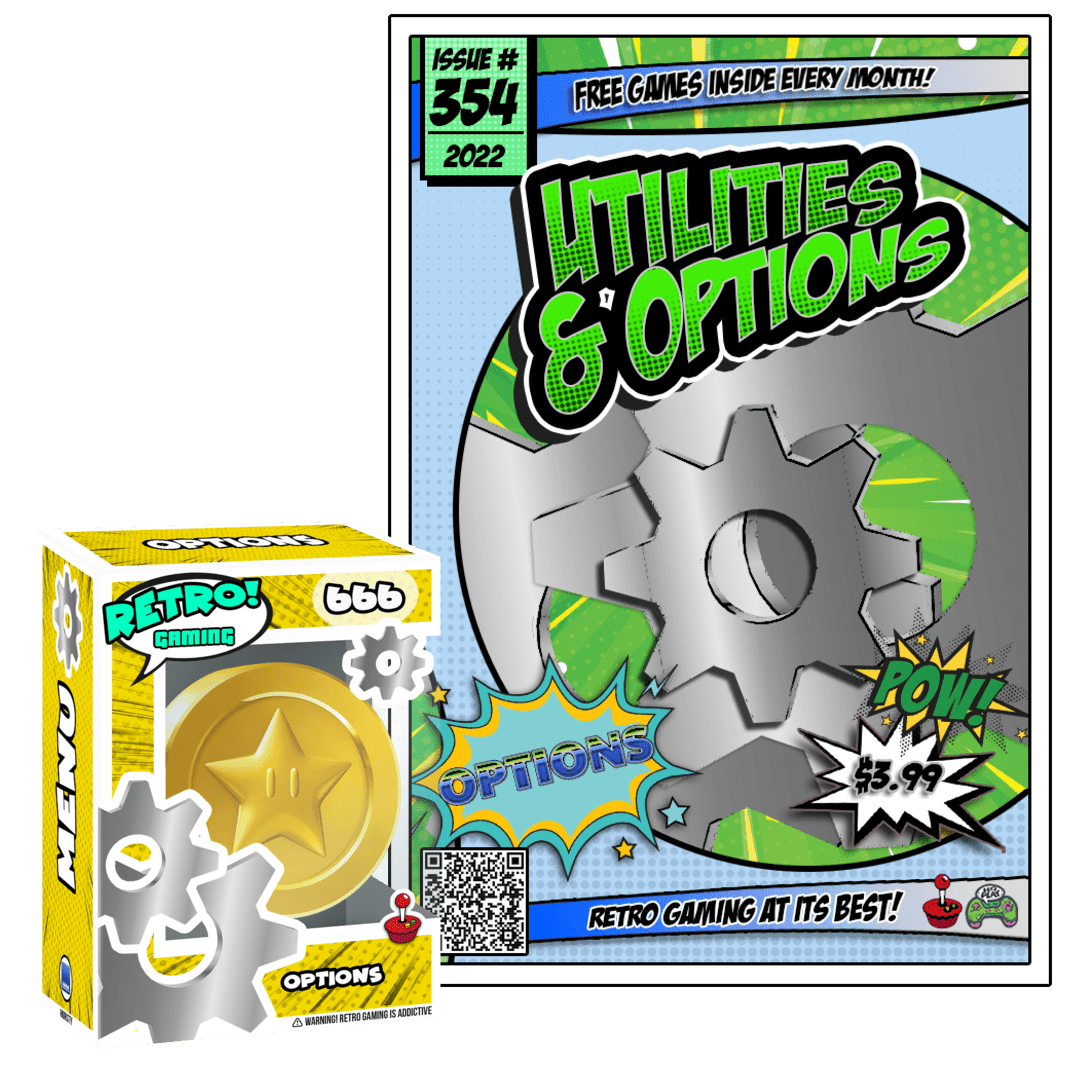 ISSUE #
354
2022
FREE GAMES INSIDE EVERY MONTH!
UTILITIES
& OPTIONS
POW!
$3.99
OPTIONS
RETRO GAMING AT ITS BEST!
OPTIONS
RETRO!
GAMING
666
MENU
OPTIONS
WARNING! RETRO GAMING IS ADDICTIVE